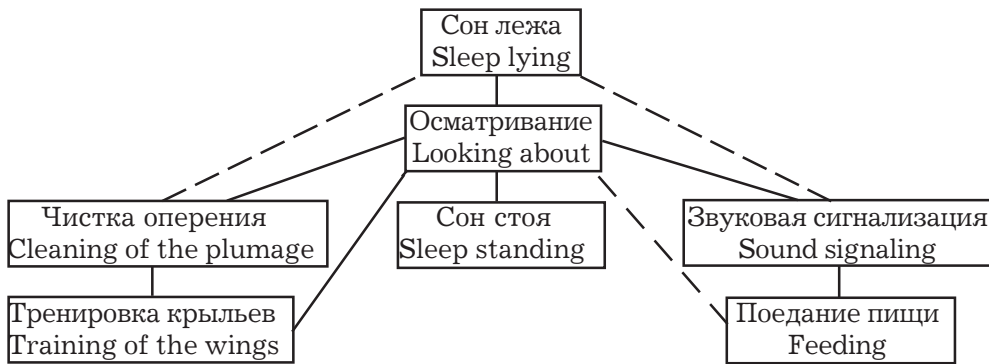 Сон лежа
Sleep lying
Осматривание
Looking about
Чистка оперения
Cleaning of the plumage
Сон стоя
Sleep standing
Звуковая сигнализация
Sound signaling
Тренировка крыльев
Training of the wings
Поедание пищи
Feeding